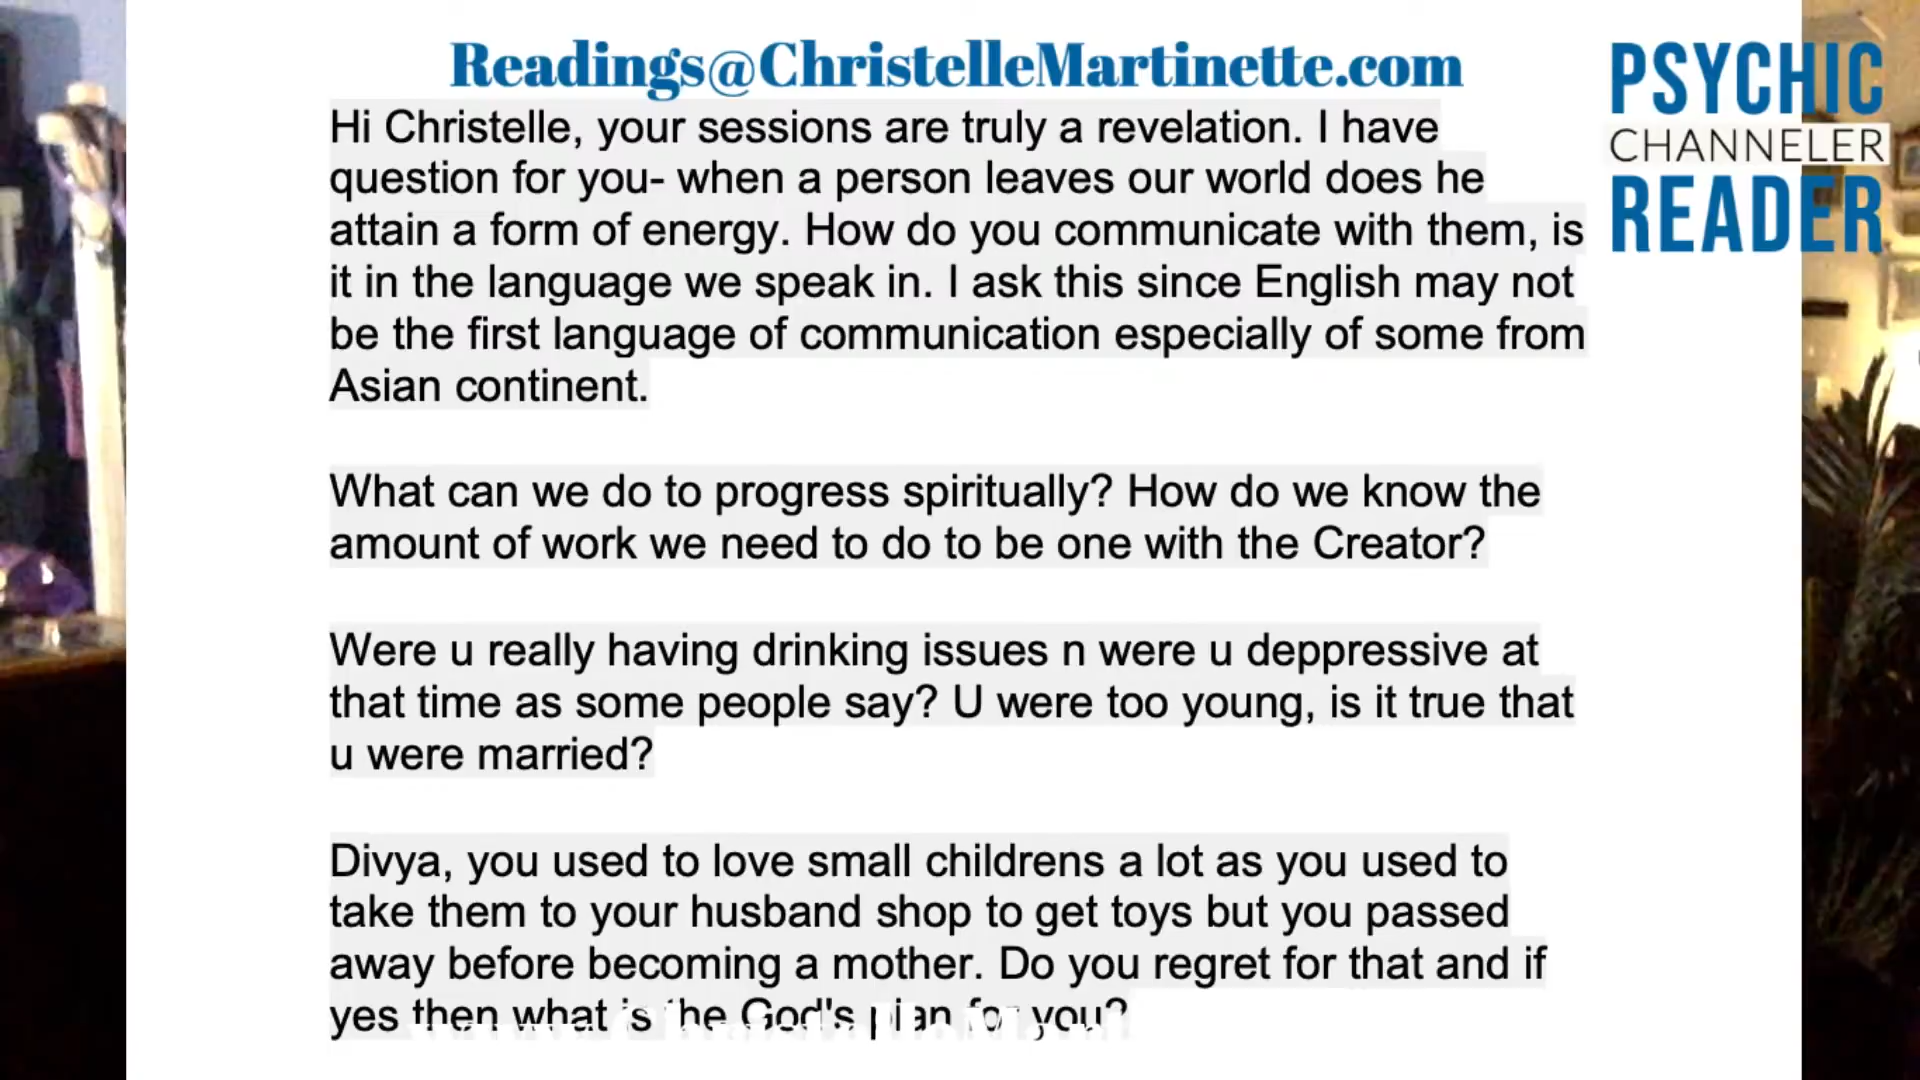 Readings@ChristelleMartinette.com
PSYCHIC
CHANNELER
READER
Hi Christelle, your sessions are truly a revelation. I have
question for you- when a person leaves our world does he
attain a form of energy. How do you communicate with them, is
it in the language we speak in. I ask this since English may not
be the first language of communication especially of some from
Asian continent.
What can we do to progress spiritually? How do we know the
amount of work we need to do to be one with the Creator?
Were u really having drinking issues n were u deppressive at
that time as some people say? U were too young, is it true that
u were married?
Divya, you used to love small childrens a lot as you used to
take them to your husband shop to get toys but you passed
away before becoming a mother. Do you regret for that and if
yes then what is the God's plan for you?